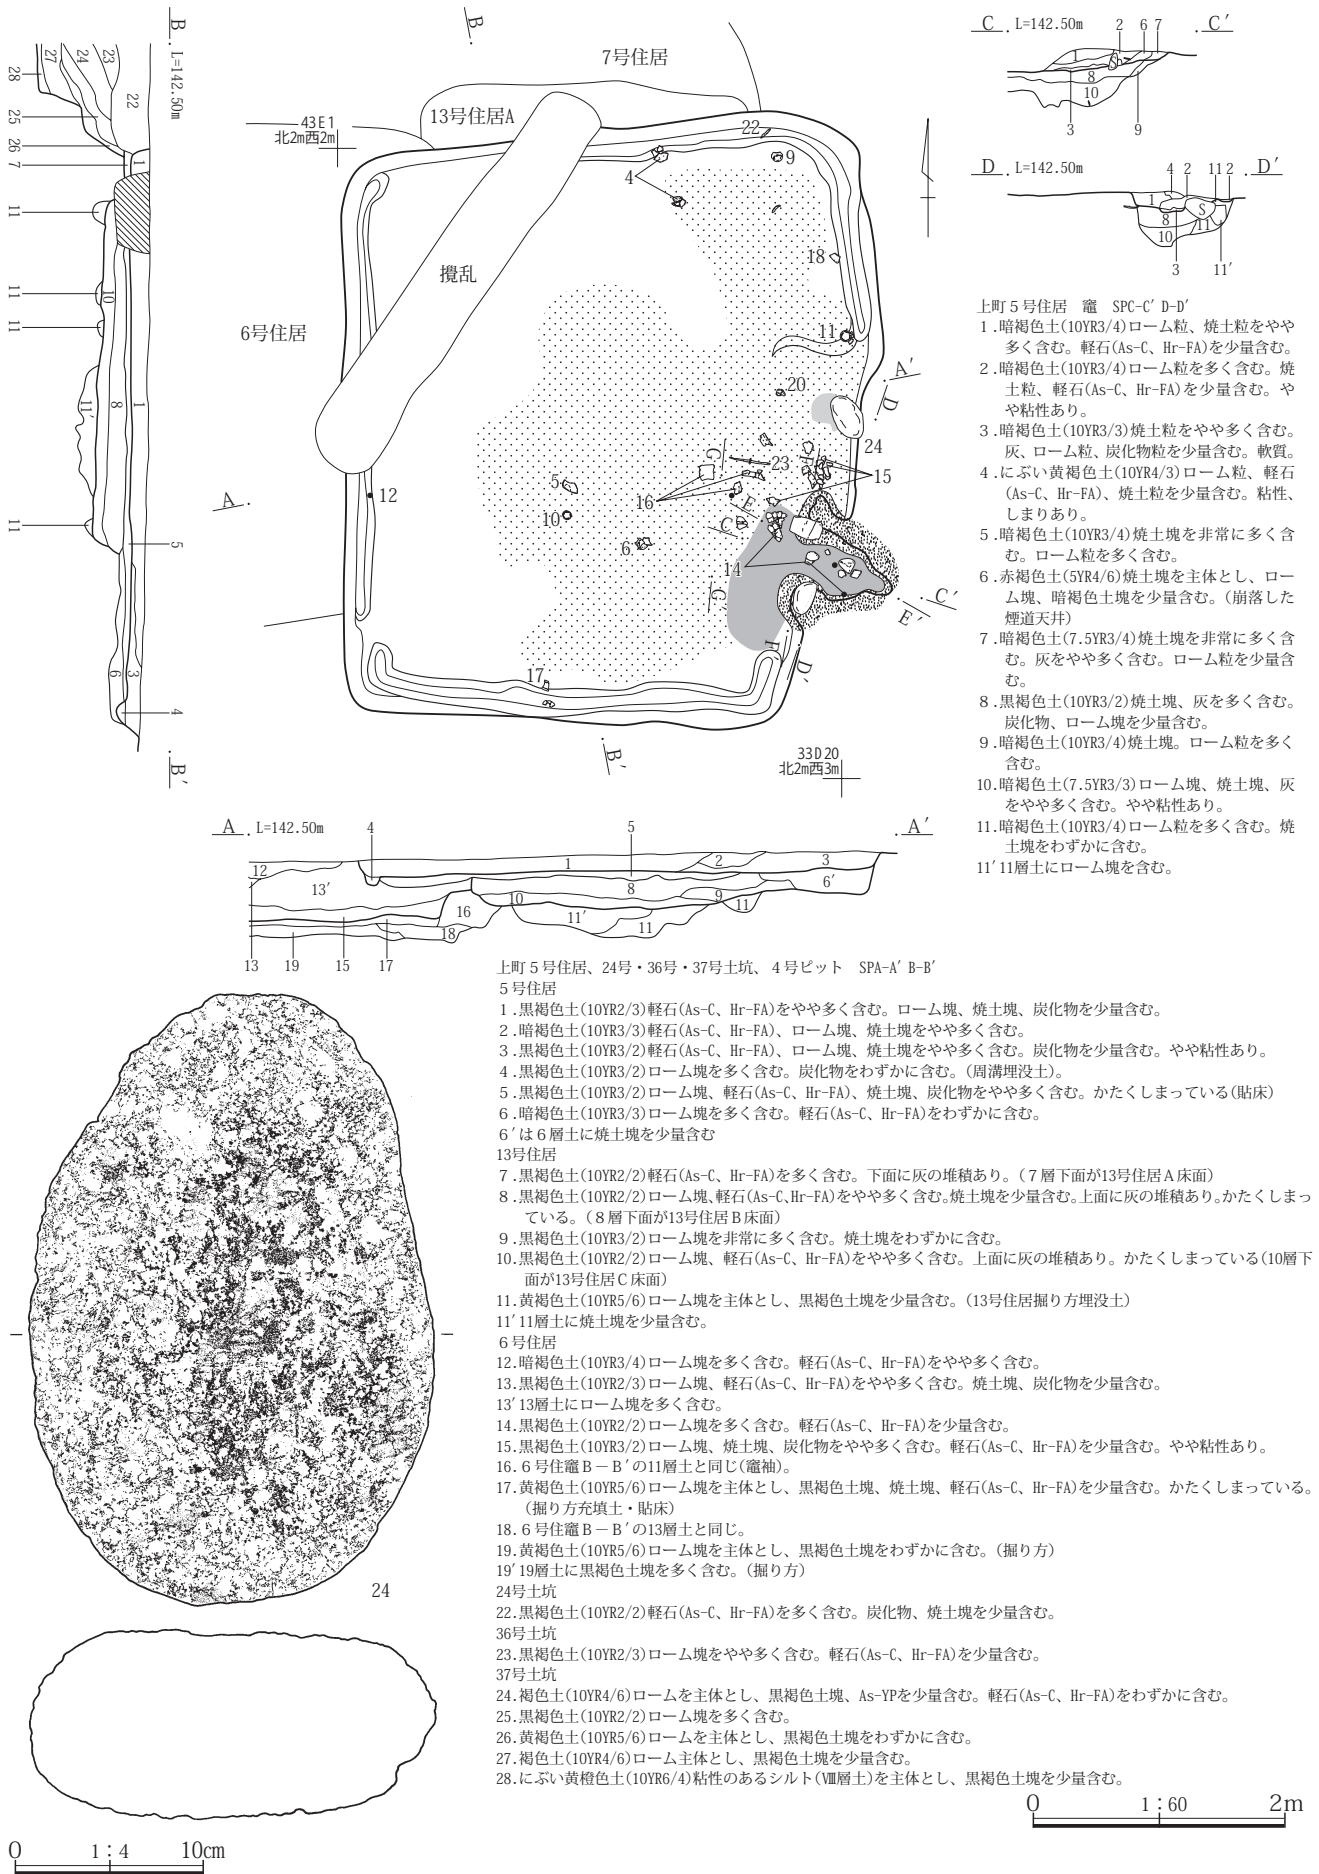 B . L=142.50m
28
27
24
23
22
25
26
7
1
11
11
11
10
11′
8
1
11
5
6
3
4
B′
B .
7号住居
13号住居A
43E1
北2m西2m
22
9
4
攪乱
18
6号住居
11
20
A′
D
24
G
23
F
15
16
5
10
12
A .
E
C
6
14
G′
C′
E′
F′
D′
17
B′
33D20
北2m西3m
C . L=142.50m 2 6 7 . C′
1
8
10
3 9
D . L=142.50m 4 2 11 2 . D′
1
S
8
11
10
3 11′
上町５号住居　竈　SPC-C′D-D′
１.暗褐色土(10YR3/4)ローム粒、焼土粒をやや
多く含む。軽石(As-C、Hr-FA)を少量含む。
２.暗褐色土(10YR3/4)ローム粒を多く含む。焼
土粒、軽石(As-C、Hr-FA)を少量含む。や
や粘性あり。
３.暗褐色土(10YR3/3)焼土粒をやや多く含む。
灰、ローム粒、炭化物粒を少量含む。軟質。
４.にぶい黄褐色土(10YR4/3)ローム粒、軽石
(As-C、Hr-FA)、焼土粒を少量含む。粘性、
しまりあり。
５.暗褐色土(10YR3/4)焼土塊を非常に多く含
む。ローム粒を多く含む。
６.赤褐色土(5YR4/6)焼土塊を主体とし、ロー
ム塊、暗褐色土塊を少量含む。(崩落した
煙道天井)
７.暗褐色土(7.5YR3/4)焼土塊を非常に多く含
む。灰をやや多く含む。ローム粒を少量含
む。
８.黒褐色土(10YR3/2)焼土塊、灰を多く含む。
炭化物、ローム塊を少量含む。
９.暗褐色土(10YR3/4)焼土塊。ローム粒を多く
含む。
10.暗褐色土(7.5YR3/3)ローム塊、焼土塊、灰
をやや多く含む。やや粘性あり。
11.暗褐色土(10YR3/4)ローム粒を多く含む。焼
土塊をわずかに含む。
11′11層土にローム塊を含む。
A . L=142.50m 4 5 . A′
12
1
2
3
13′
8
6′
10
9
16
11′
11
11
18
13 19 15 17
上町５号住居、24号・36号・37号土坑、４号ピット　SPA-A′B-B′
５号住居
１.黒褐色土(10YR2/3)軽石(As-C、Hr-FA)をやや多く含む。ローム塊、焼土塊、炭化物を少量含む。
２.暗褐色土(10YR3/3)軽石(As-C、Hr-FA)、ローム塊、焼土塊をやや多く含む。
３.黒褐色土(10YR3/2)軽石(As-C、Hr-FA)、ローム塊、焼土塊をやや多く含む。炭化物を少量含む。やや粘性あり。
４.黒褐色土(10YR3/2)ローム塊を多く含む。炭化物をわずかに含む。(周溝埋没土)。
５.黒褐色土(10YR3/2)ローム塊、軽石(As-C、Hr-FA)、焼土塊、炭化物をやや多く含む。かたくしまっている(貼床)
６.暗褐色土(10YR3/3)ローム塊を多く含む。軽石(As-C、Hr-FA)をわずかに含む。
６′は６層土に焼土塊を少量含む
13号住居
７.黒褐色土(10YR2/2)軽石(As-C、Hr-FA)を多く含む。下面に灰の堆積あり。(７層下面が13号住居Ａ床面)
８.黒褐色土(10YR2/2)ローム塊、軽石(As-C、Hr-FA)をやや多く含む。焼土塊を少量含む。上面に灰の堆積あり。かたくしまっ
ている。(８層下面が13号住居Ｂ床面)
９.黒褐色土(10YR3/2)ローム塊を非常に多く含む。焼土塊をわずかに含む。
10.黒褐色土(10YR2/2)ローム塊、軽石(As-C、Hr-FA)をやや多く含む。上面に灰の堆積あり。かたくしまっている(10層下
面が13号住居Ｃ床面)
11.黄褐色土(10YR5/6)ローム塊を主体とし、黒褐色土塊を少量含む。(13号住居掘り方埋没土)
11′11層土に焼土塊を少量含む。
６号住居
12.暗褐色土(10YR3/4)ローム塊を多く含む。軽石(As-C、Hr-FA)をやや多く含む。
13.黒褐色土(10YR2/3)ローム塊、軽石(As-C、Hr-FA)をやや多く含む。焼土塊、炭化物を少量含む。
13′13層土にローム塊を多く含む。
14.黒褐色土(10YR2/2)ローム塊を多く含む。軽石(As-C、Hr-FA)を少量含む。
15.黒褐色土(10YR3/2)ローム塊、焼土塊、炭化物をやや多く含む。軽石(As-C、Hr-FA)を少量含む。やや粘性あり。
16.６号住竈Ｂ－Ｂ′の11層土と同じ(竈袖)。
17.黄褐色土(10YR5/6)ローム塊を主体とし、黒褐色土塊、焼土塊、軽石(As-C、Hr-FA)を少量含む。かたくしまっている。
(掘り方充填土・貼床)
18.６号住竈Ｂ－Ｂ′の13層土と同じ。
19.黄褐色土(10YR5/6)ローム塊を主体とし、黒褐色土塊をわずかに含む。(掘り方)
19′19層土に黒褐色土塊を多く含む。(掘り方)
24号土坑
22.黒褐色土(10YR2/2)軽石(As-C、Hr-FA)を多く含む。炭化物、焼土塊を少量含む。
36号土坑
23.黒褐色土(10YR2/3)ローム塊をやや多く含む。軽石(As-C、Hr-FA)を少量含む。
37号土坑
24.褐色土(10YR4/6)ロームを主体とし、黒褐色土塊、As-YPを少量含む。軽石(As-C、Hr-FA)をわずかに含む。
25.黒褐色土(10YR2/2)ローム塊を多く含む。
26.黄褐色土(10YR5/6)ロームを主体とし、黒褐色土塊をわずかに含む。
27.褐色土(10YR4/6)ローム主体とし、黒褐色土塊を少量含む。
28.にぶい黄橙色土(10YR6/4)粘性のあるシルト(Ⅷ層土)を主体とし、黒褐色土塊を少量含む。
24
0 1：60 2m
0 1：4 10cm